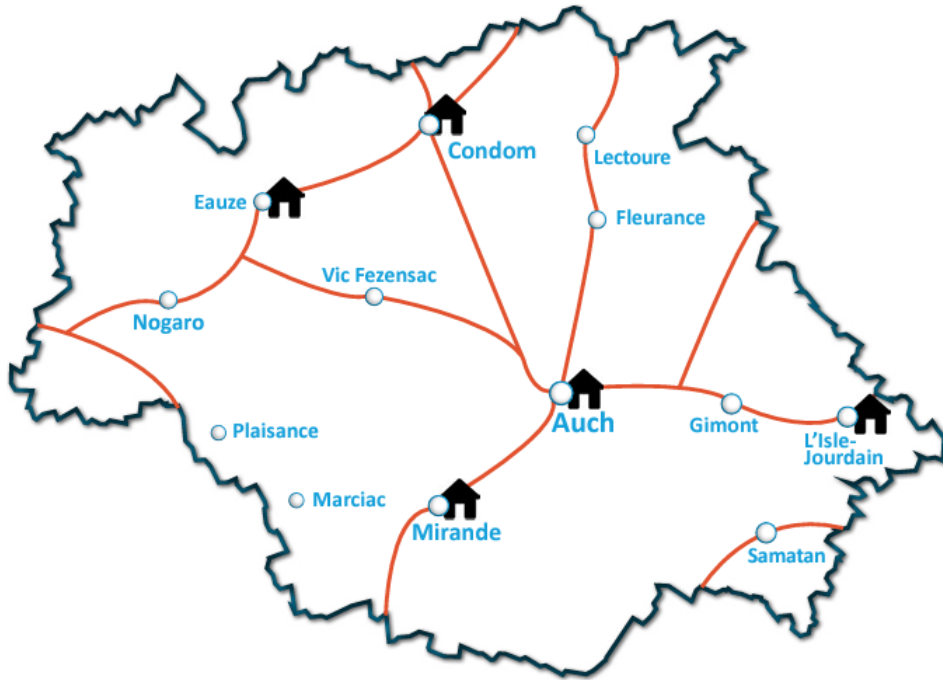 Condom
Lectoure
Eauze
Fleurance
Vic Fezensac
Nogaro
Auch
Gimont
L'Isle-
Jourdain
Plaisance
Marciac
Mirande
Samatan